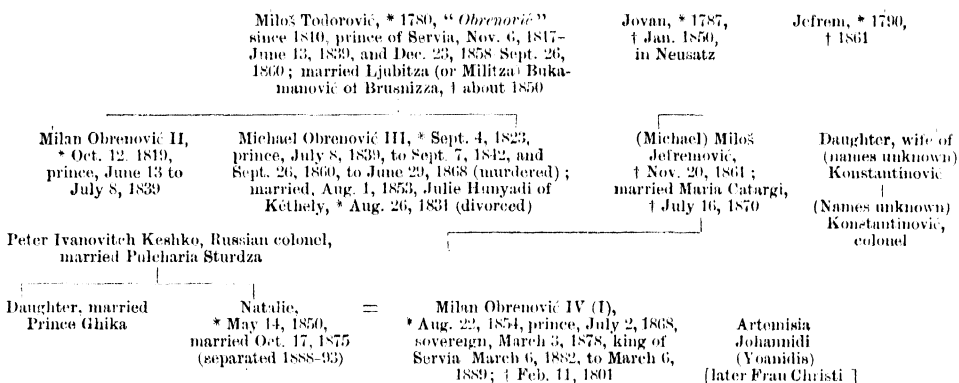 Miloš Todorović, * 1780, "Obrenović"
since 1810, prince of Servia, Nov. 6, 1817–
June 13, 1839, and Dec. 23, 1858 Sept. 26,
1860; married Ljubitza (or Militza) Buka-
manović of Brusnizza, † about 1850
Jovan, * 1787,
† Jan. 1850,
in Neusatz
Jefrem, * 1790,
† 1861
Milan Obrenović II,
* Oct. 12. 1819,
prince, June 13 to
July 8, 1839
Michael Obrenović III, * Sept. 4, 1823,
prince, July 8, 1839, to Sept. 7, 1842, and
Sept. 26, 1860, to June 29, 1868 (murdered);
married, Aug. 1, 1853, Julie Hunyadi of
Kéthely, * Aug. 26, 1831 (divorced)
(Michael) Miloš
Jefremović,
† Nov. 20, 1861;
married Maria Catargi,
† July 16, 1870
Daughter, wife of
(names unknown)
Konstantinović
(Names unknown)
Konstantinović,
colonel
Peter Ivanovitch Keshko, Russian colonel,
married Pulcharia Sturdza
Daughter, married
Prince Ghika
Natalie,
* May 14, 1850,
married Oct. 17, 1875
(separated 1888-93)
=
Milan Obrenović IV (I),
* Aug. 22, 1854, prince, July 2, 1868,
sovereign, March 3, 1878, king of
Servia March 6, 1882, to March 6,
1889; † Feb. 11, 1801
Artemisia
Johannidi
(Yoanidis)
[later Frau Christi ]